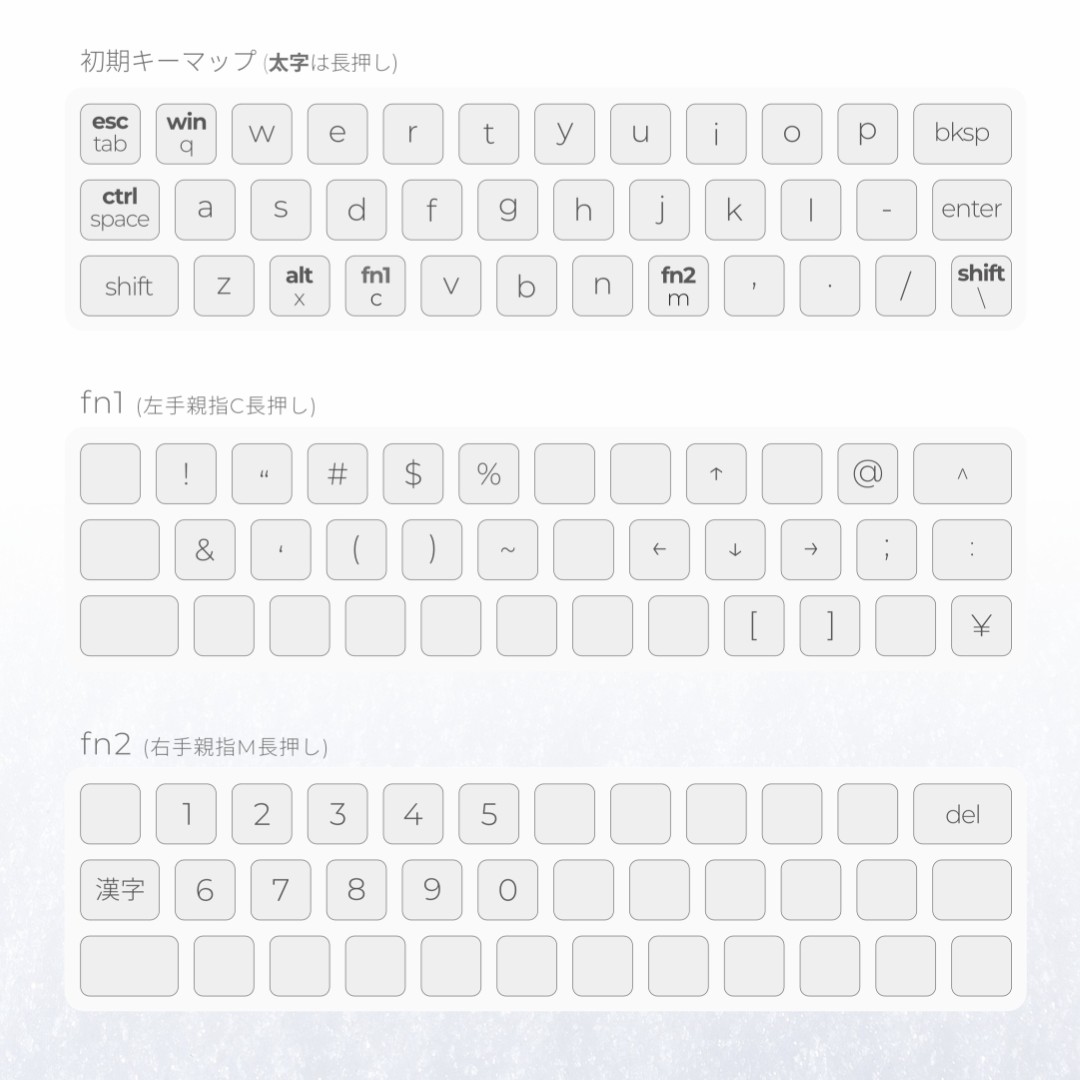 初期キーマップ (太字は長押し)
esc win w e r t y u i o p bksp
tab q
ctrl a s d f g h j k l - enter
space
shift z alt fn1 v b n fn2 , . / shift
x c m \
fn1 (左手親指C長押し)
! “ # $ % ↑ @ ^
& ‘ ( ) ~ ← ↓ → ; :
[ ] ¥
fn2 (右手親指M長押し)
1 2 3 4 5 del
漢字 6 7 8 9 0